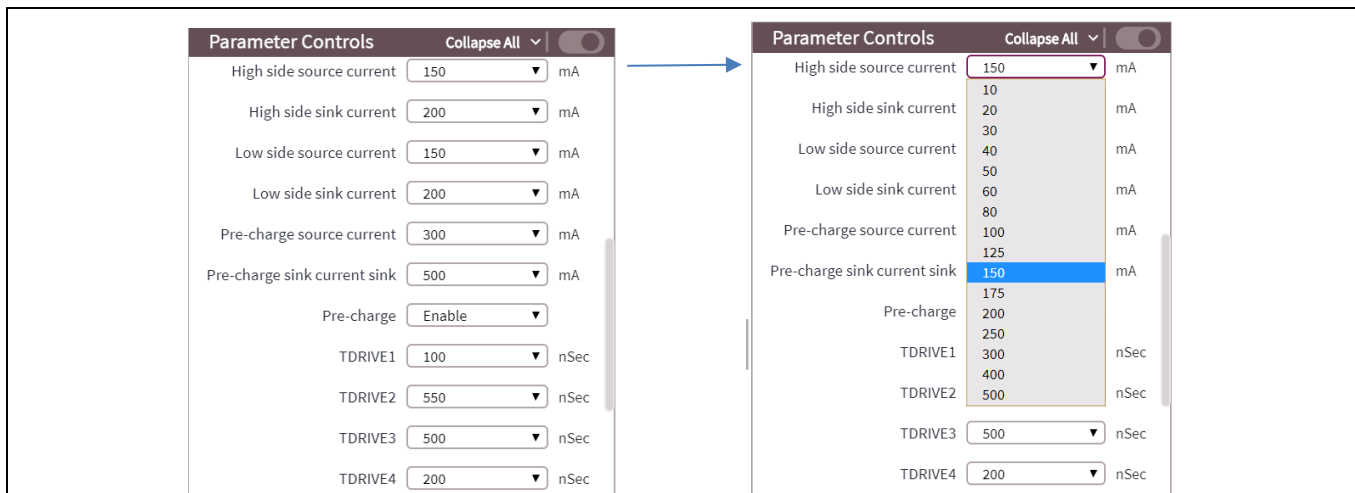 Parameter Controls Collapse All
High side source current 150 mA
High side sink current 200 mA
Low side source current 150 mA
Low side sink current 200 mA
Pre-charge source current 300 mA
Pre-charge sink current sink 500 mA
Pre-charge Enable
TDRIVE1 100 nSec
TDRIVE2 550 nSec
TDRIVE3 500 nSec
TDRIVE4 200 nSec
Parameter Controls Collapse All
High side source current 150 mA
10
High side sink current 20 mA
30
Low side source current 40 mA
50
Low side sink current 60 mA
80
Pre-charge source current 100 mA
125
Pre-charge sink current sink 150 mA
175
Pre-charge 200
250
TDRIVE1 300 nSec
400
TDRIVE2 500 nSec
TDRIVE3 500 nSec
TDRIVE4 200 nSec